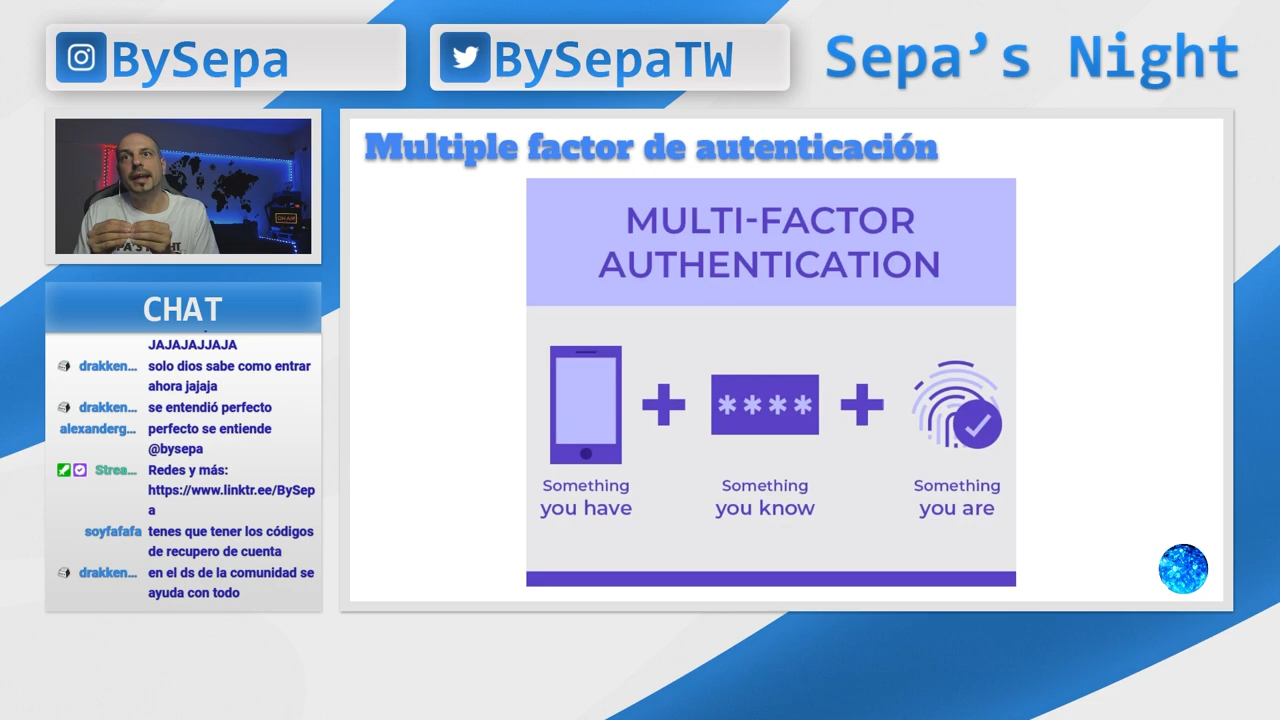 BySepa
BySepaTW
Sepa’s Night
Multiple factor de autenticación
MULTI-FACTOR
AUTHENTICATION
****
Something
you have
Something
you know
Something
you are
ON AIR
CHAT
JAJAJAJJAJA
drakken... solo dios sabe como entrar
ahora jajaja
drakken... se entendió perfecto
alexanderg... perfecto se entiende
@bysepa
Strea... Redes y más:
https://www.linktr.ee/BySep
a
soyfafafa tenes que tener los códigos
de recupero de cuenta
drakken... en el ds de la comunidad se
ayuda con todo